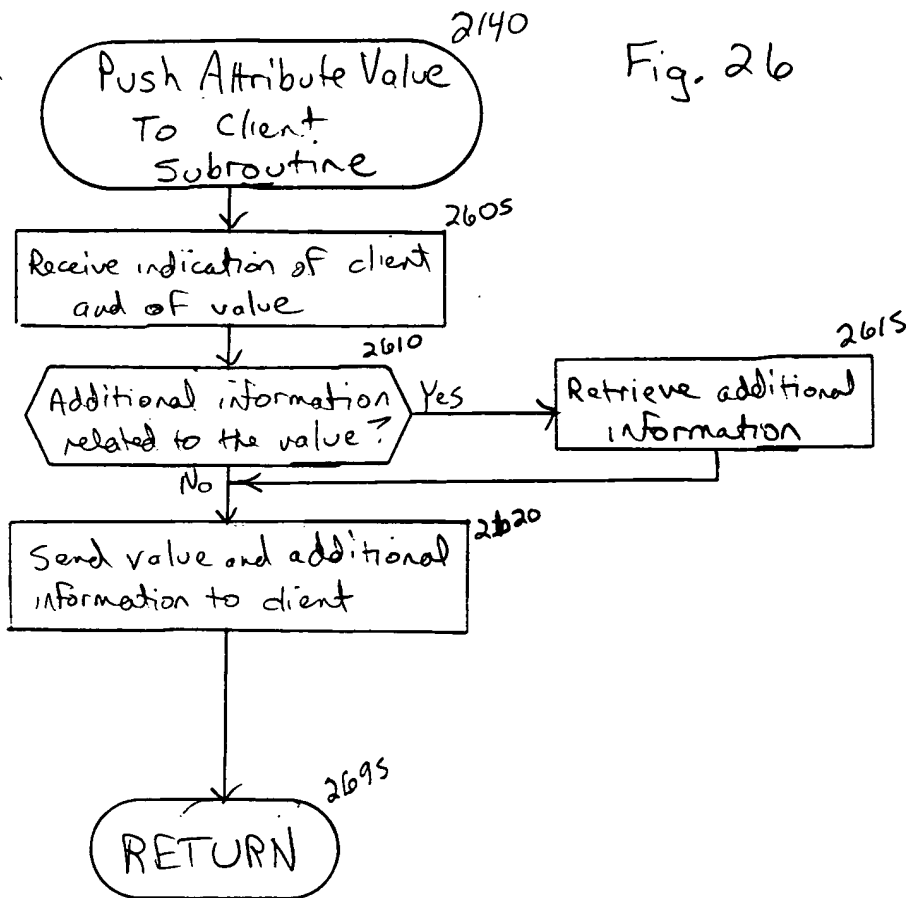 2140
Fig. 26
Push Attribute Value
To Client
Subroutine
2605
Receive indication of client
and of value
2610
Additional information
related to the value?
Yes
2615
Retrieve additional
information
No
2620
Send value and additional
information to client
2695
RETURN